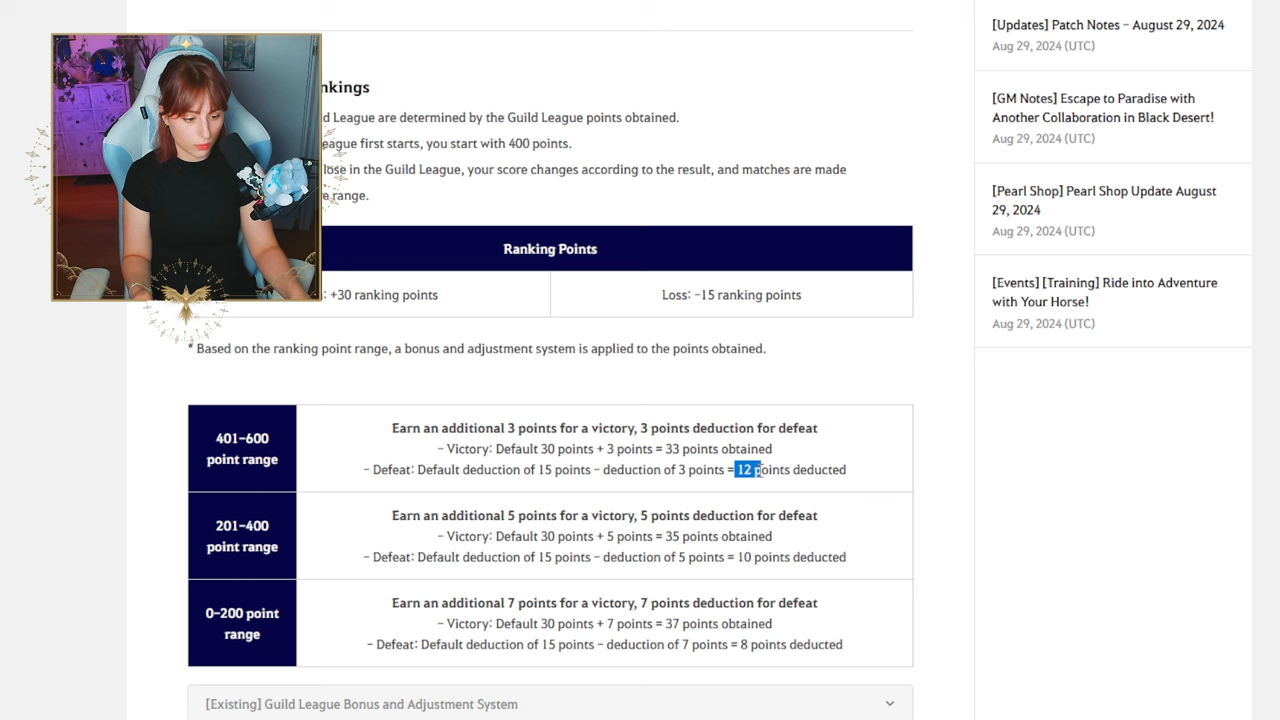 nkings
d League are determined by the Guild League points obtained.
eague first starts, you start with 400 points.
lose in the Guild League, your score changes according to the result, and matches are made
e range.
Ranking Points
: +30 ranking points
Loss: -15 ranking points
* Based on the ranking point range, a bonus and adjustment system is applied to the points obtained.
401-600
point range
Earn an additional 3 points for a victory, 3 points deduction for defeat
- Victory: Default 30 points + 3 points = 33 points obtained
- Defeat: Default deduction of 15 points - deduction of 3 points = 12 points deducted
201-400
point range
Earn an additional 5 points for a victory, 5 points deduction for defeat
- Victory: Default 30 points + 5 points = 35 points obtained
- Defeat: Default deduction of 15 points - deduction of 5 points = 10 points deducted
0-200 point
range
Earn an additional 7 points for a victory, 7 points deduction for defeat
- Victory: Default 30 points + 7 points = 37 points obtained
- Defeat: Default deduction of 15 points - deduction of 7 points = 8 points deducted
[Existing] Guild League Bonus and Adjustment System
[Updates] Patch Notes - August 29, 2024
Aug 29, 2024 (UTC)
[GM Notes] Escape to Paradise with
Another Collaboration in Black Desert!
Aug 29, 2024 (UTC)
[Pearl Shop] Pearl Shop Update August
29, 2024
Aug 29, 2024 (UTC)
[Events] [Training] Ride into Adventure
with Your Horse!
Aug 29, 2024 (UTC)